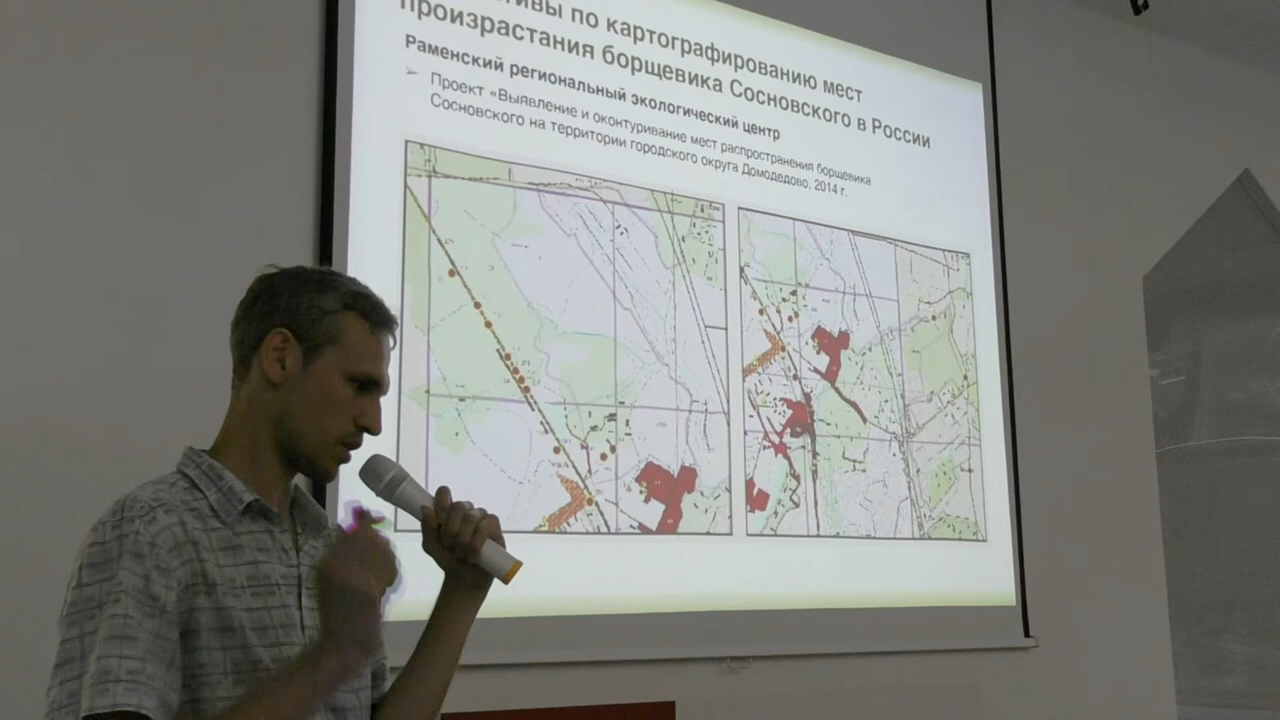 по картографированию мест
произрастания борщевика Сосновского в России
Раменский региональный экологический центр
➢ Проект «Выявление и оконтуривание мест распространения борщевика
Сосновского на территории городского округа Домодедово, 2014 г.